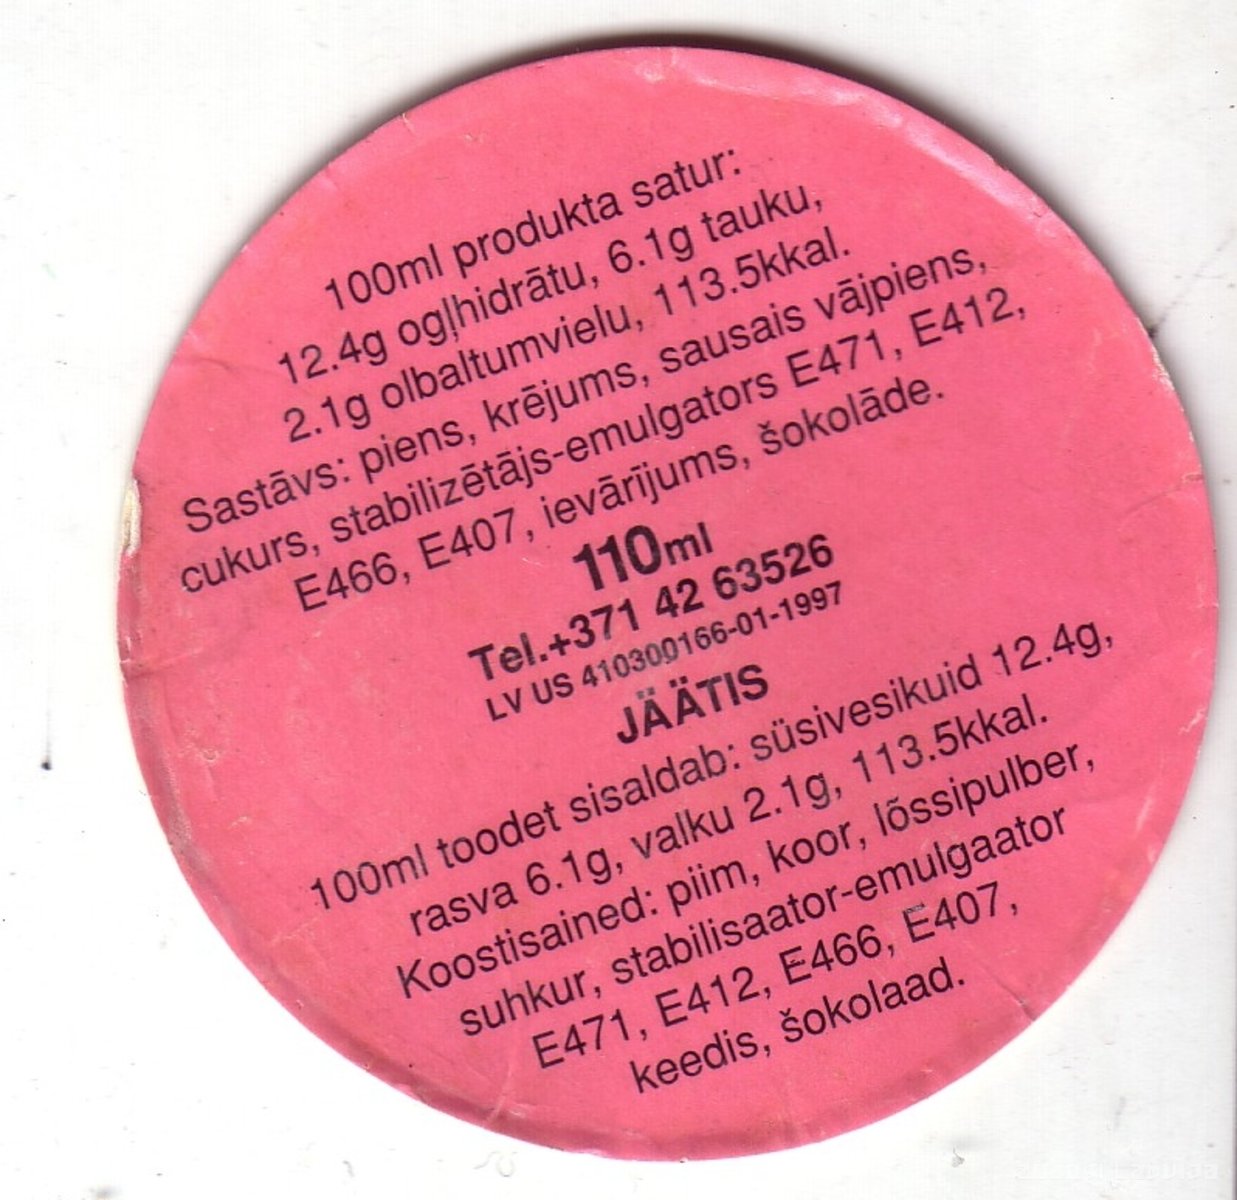 100ml produkta satur:
12.4g ogļhidrātu, 6.1g tauku,
2.1g olbaltumvielu, 113.5kkal.
Sastāvs: piens, krējums, sausais vājpiens,
cukurs, stabilizētājs-emulgators E471, E412,
E466, E407, ievārījums, šokolāde.
110ml
Tel.+371 42 63526
LV US 410300166-01-1997
JÄÄTIS
100ml toodet sisaldab: süsivesikuid 12.4g,
rasva 6.1g, valku 2.1g, 113.5kkal.
Koostisained: piim, koor, lõssipulber,
suhkur, stabilisaator-emulgaator
E471, E412, E466, E407,
keedis, šokolaad.